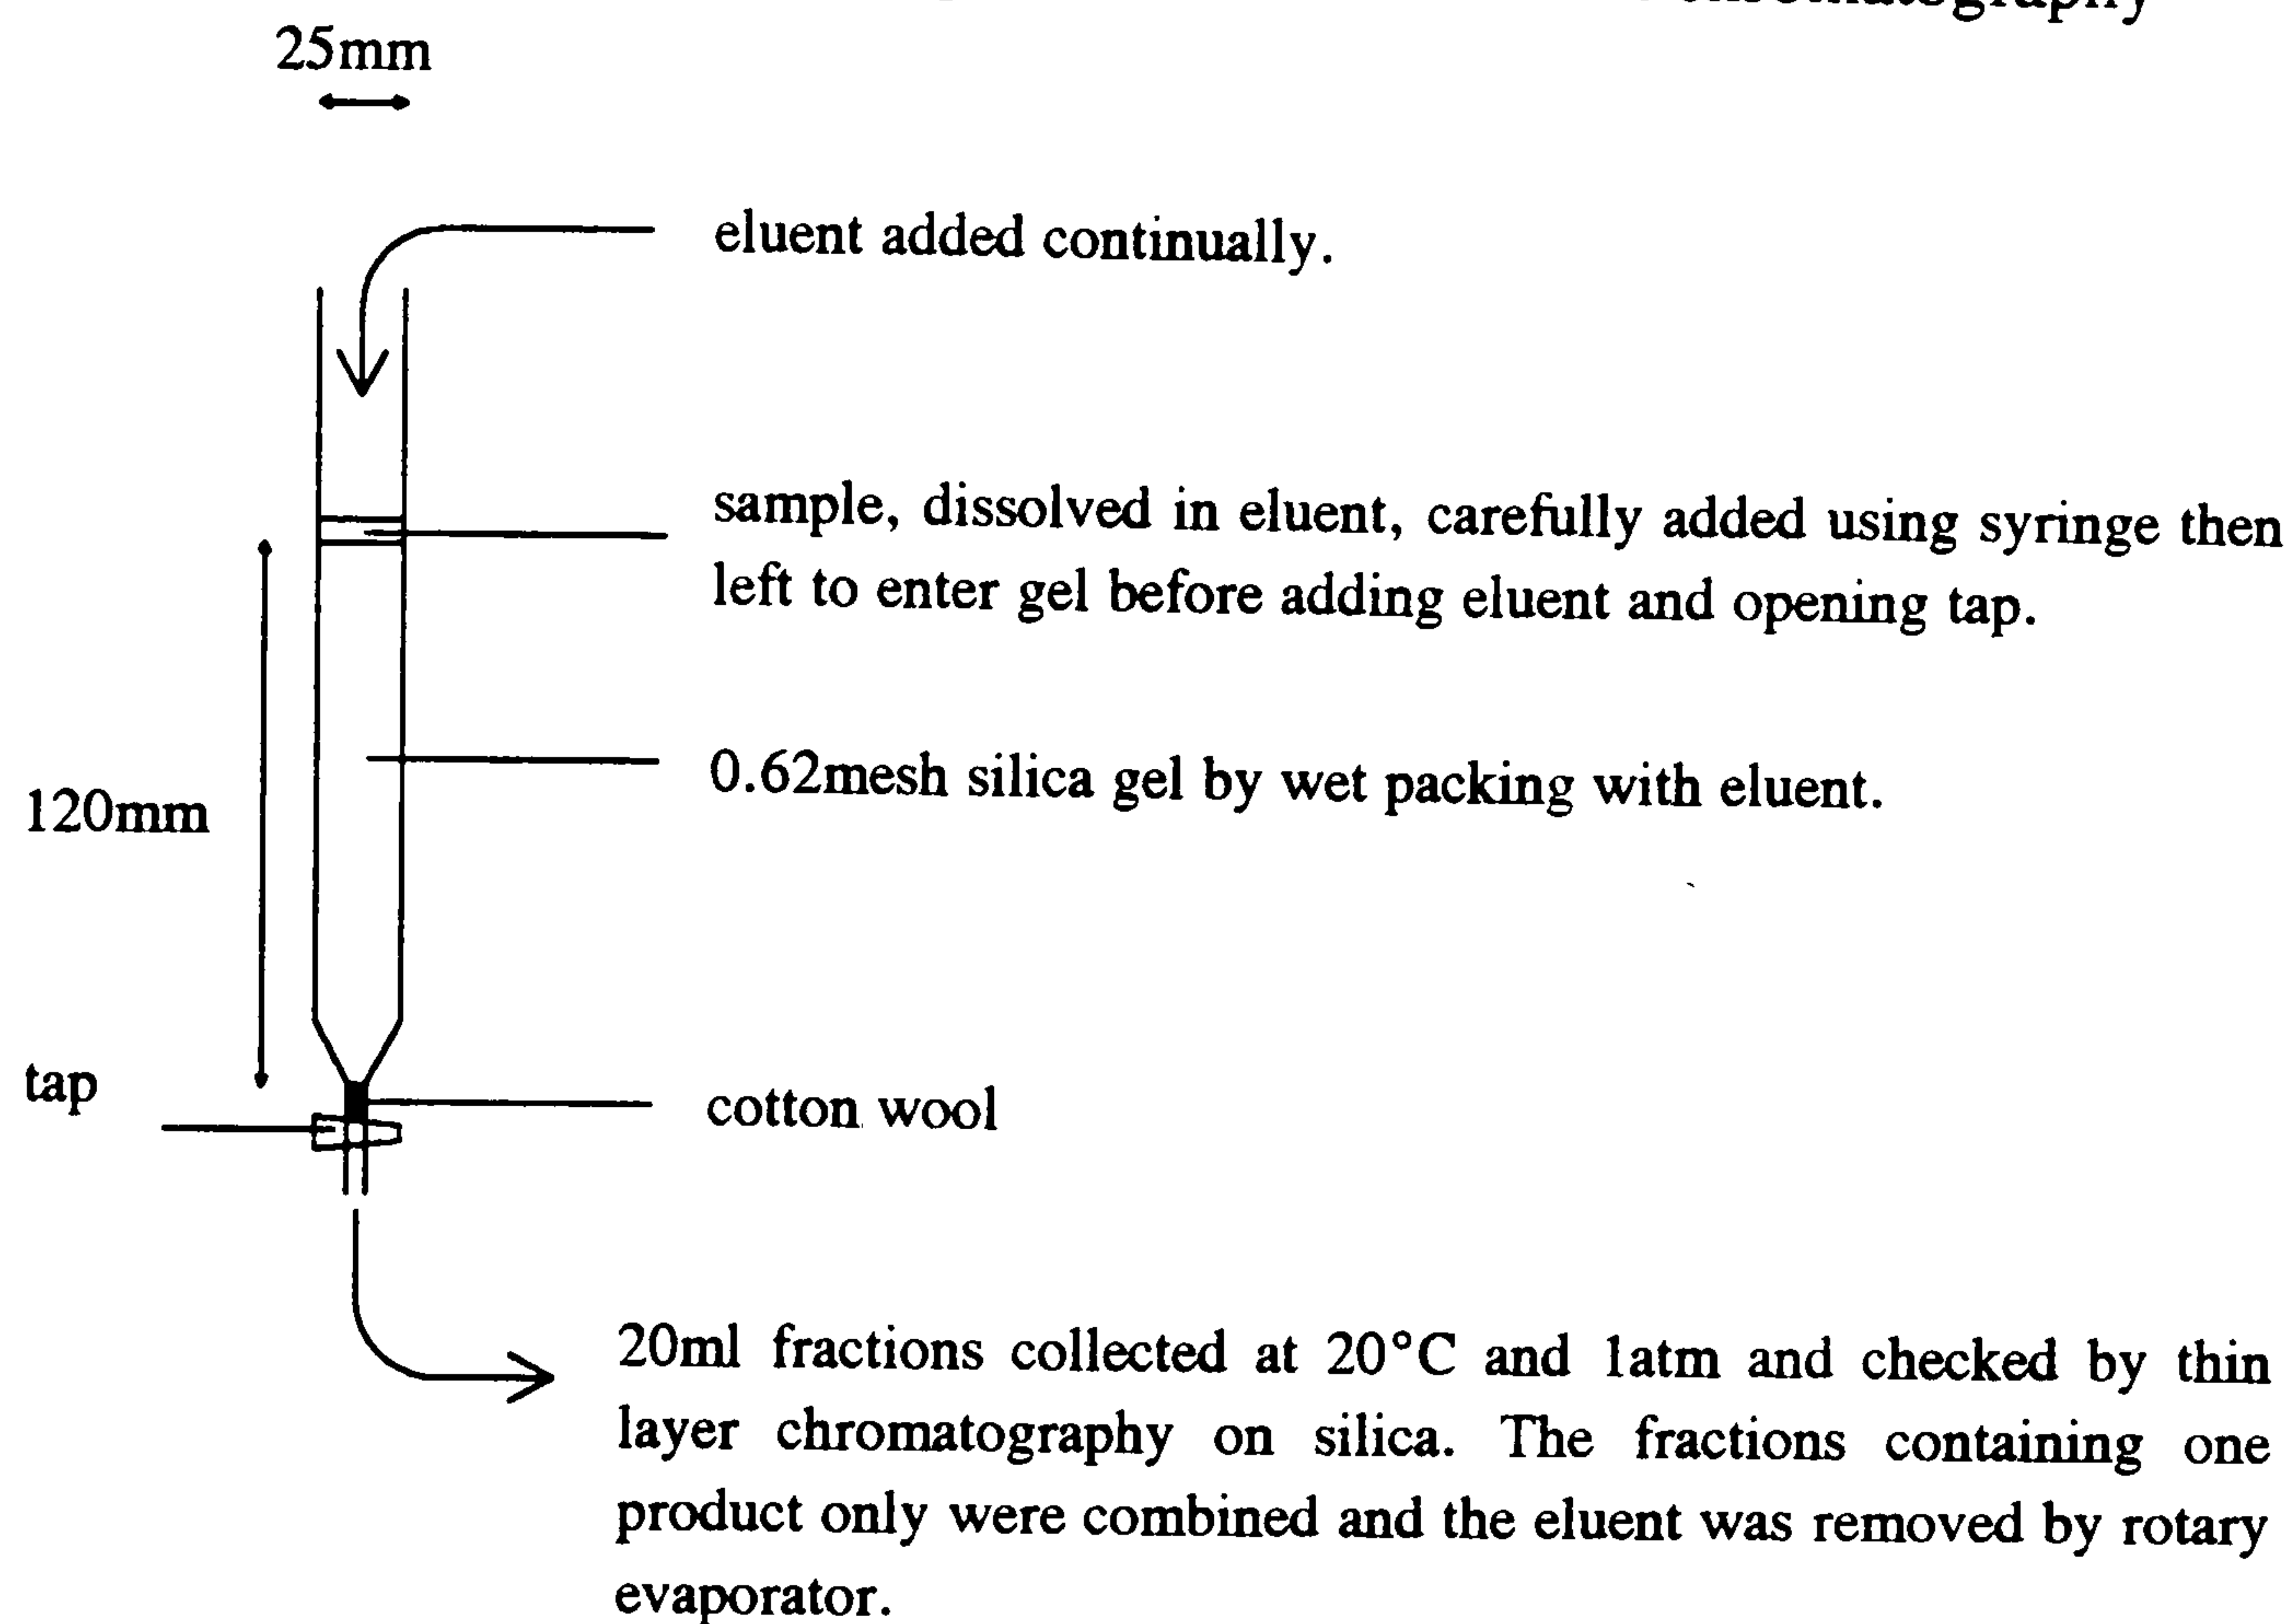 chromatography
25mm
eluent added continually.
sample, dissolved in eluent, carefully added using syringe then
left to enter gel before adding eluent and opening tap.
0.62mesh silica gel by wet packing with eluent.
120mm
tap
cotton wool
20ml fractions collected at 20°C and 1atm and checked by thin
layer chromatography on silica. The fractions containing one
product only were combined and the eluent was removed by rotary
evaporator.